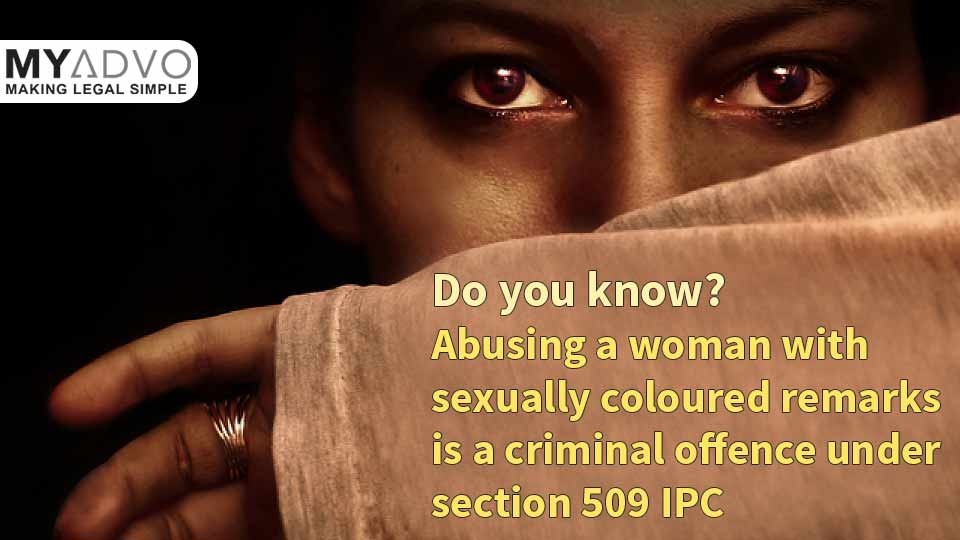 MYADVO
MAKING LEGAL SIMPLE
Do you know?
Abusing a woman with
sexually coloured remarks
is a criminal offence under
section 509 IPC